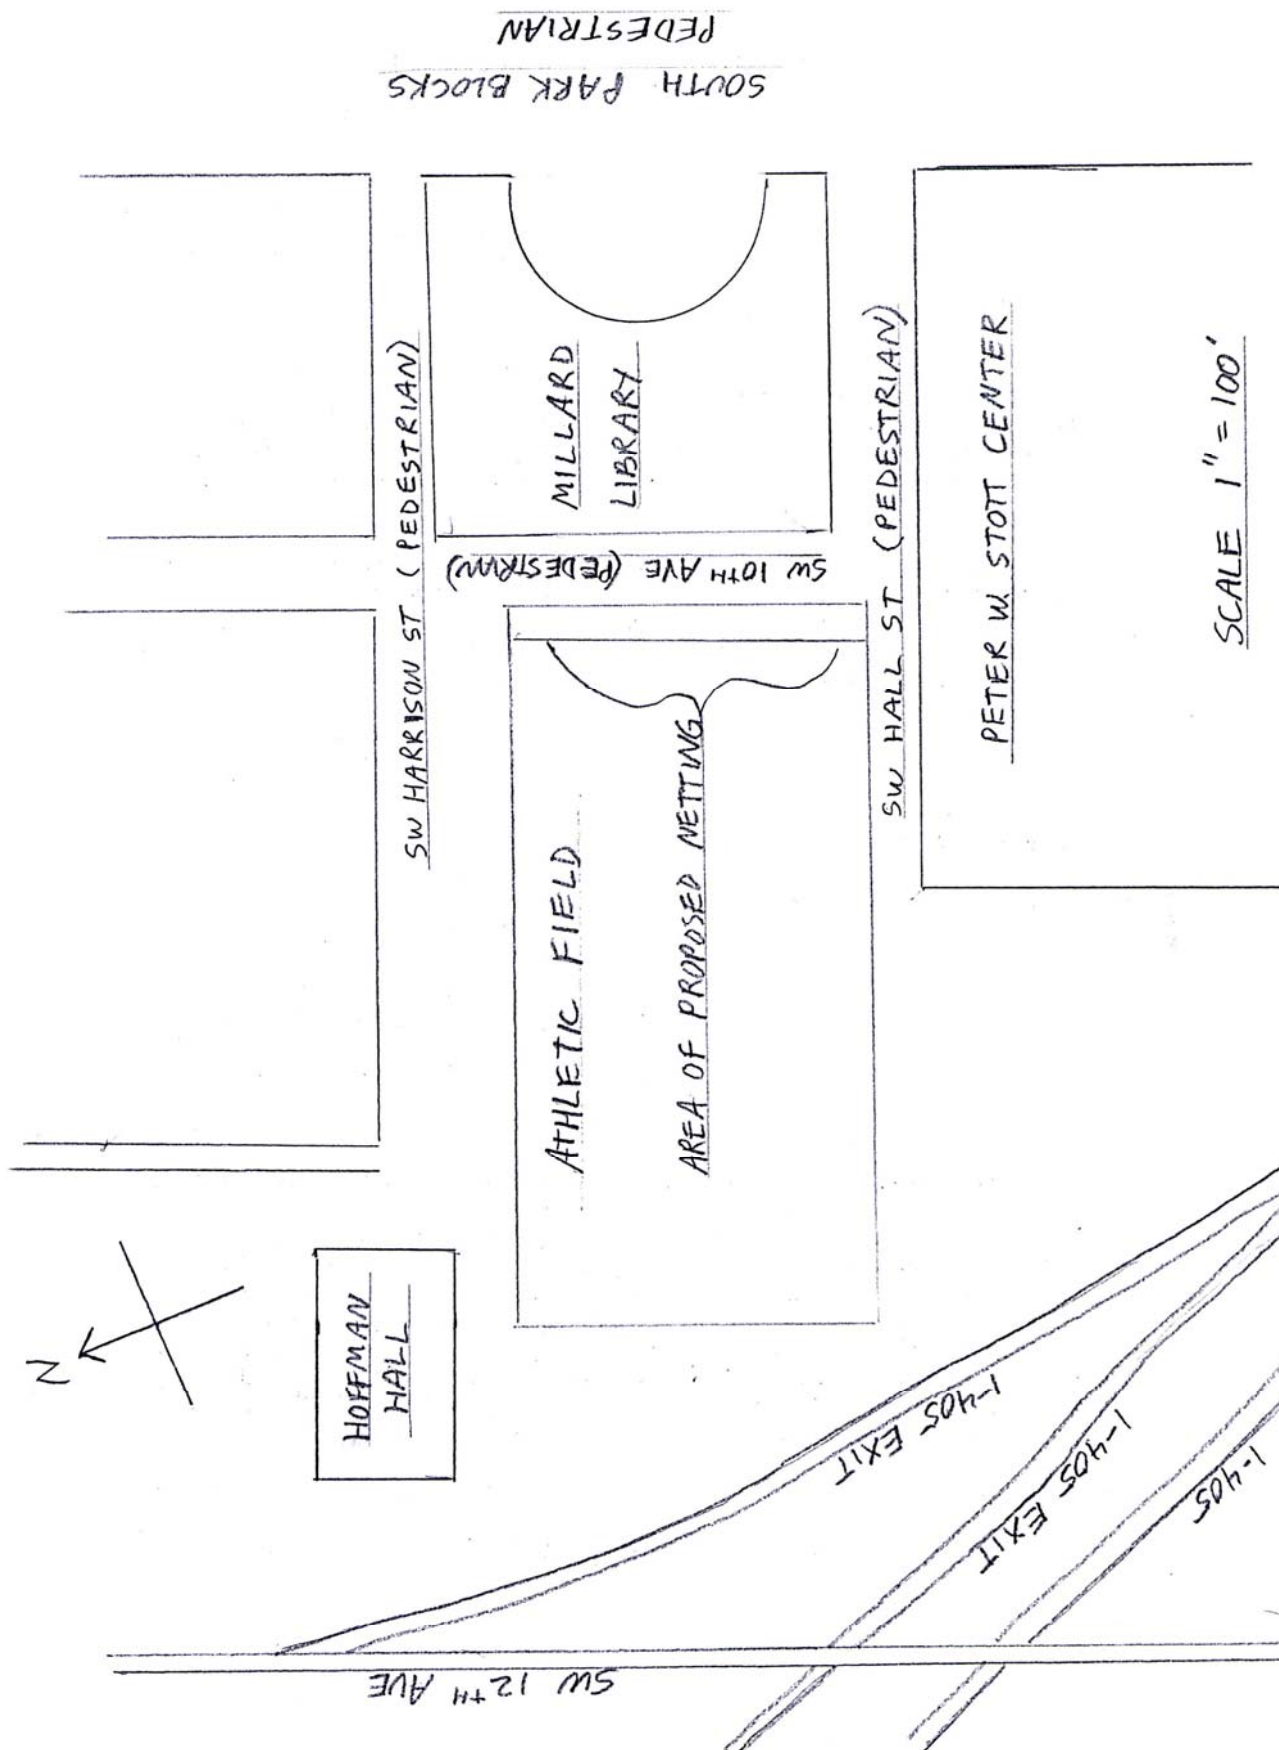 SOUTH PARK BLOCKS
PEDESTRIAN
SW HARRISON ST (PEDESTRIAN)
MILLARD
LIBRARY
SW 10TH AVE (PEDESTRIAN)
SW HALL ST (PEDESTRIAN)
PETER W. STOTT CENTER
SCALE 1" = 100'
ATHLETIC FIELD
AREA OF PROPOSED NETTING
N
HOFFMAN
HALL
I-405 EXIT
I-405 EXIT
I-405
SW 12TH AVE